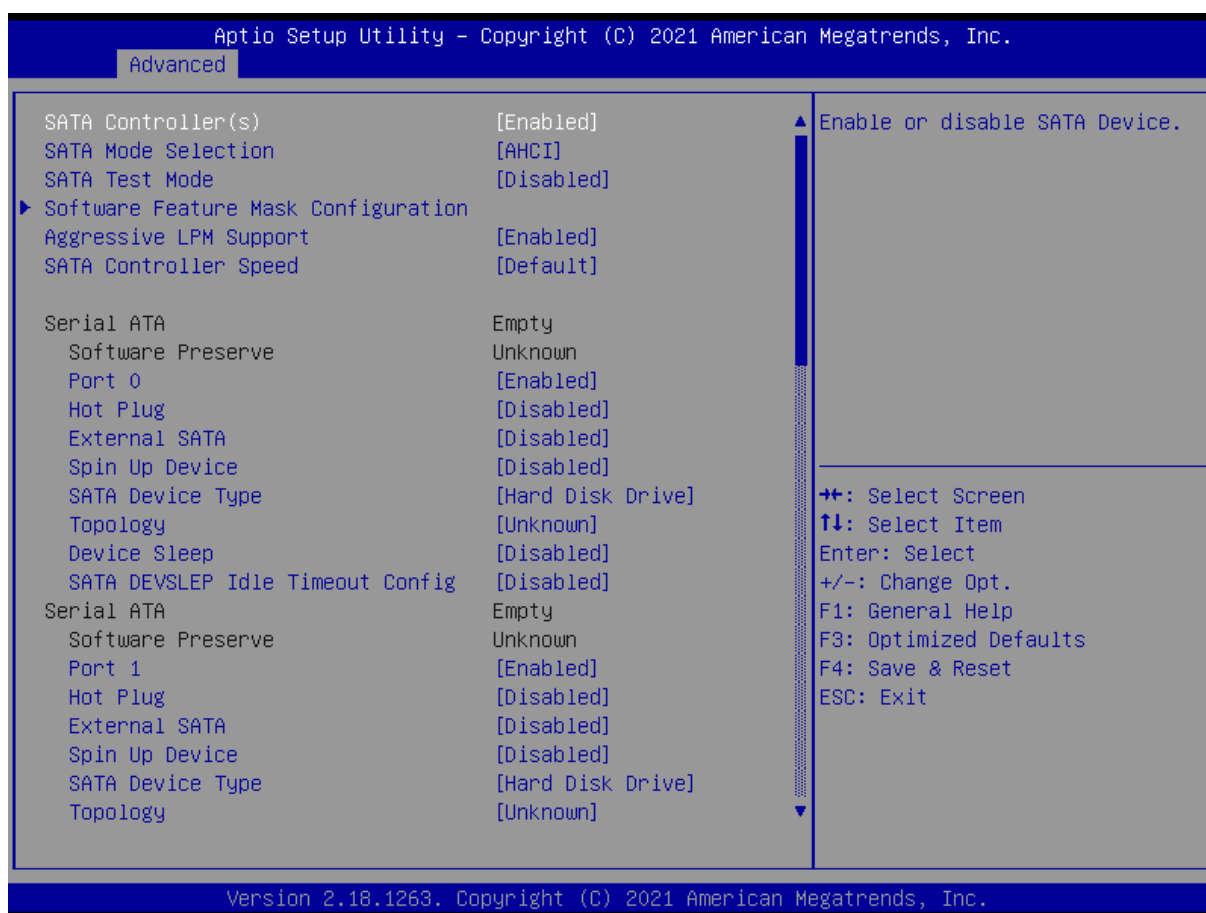 Aptio Setup Utility – Copyright (C) 2021 American Megatrends, Inc.
Advanced
SATA Controller(s) [Enabled]
SATA Mode Selection [AHCI]
SATA Test Mode [Disabled]
Software Feature Mask Configuration
Aggressive LPM Support [Enabled]
SATA Controller Speed [Default]
Serial ATA Empty
Software Preserve Unknown
Port 0 [Enabled]
Hot Plug [Disabled]
External SATA [Disabled]
Spin Up Device [Disabled]
SATA Device Type [Hard Disk Drive]
Topology [Unknown]
Device Sleep [Disabled]
SATA DEVSLEP Idle Timeout Config [Disabled]
Serial ATA Empty
Software Preserve Unknown
Port 1 [Enabled]
Hot Plug [Disabled]
External SATA [Disabled]
Spin Up Device [Disabled]
SATA Device Type [Hard Disk Drive]
Topology [Unknown]
Enable or disable SATA Device.
→←: Select Screen
↑↓: Select Item
Enter: Select
+/-: Change Opt.
F1: General Help
F3: Optimized Defaults
F4: Save & Reset
ESC: Exit
Version 2.18.1263. Copyright (C) 2021 American Megatrends, Inc.